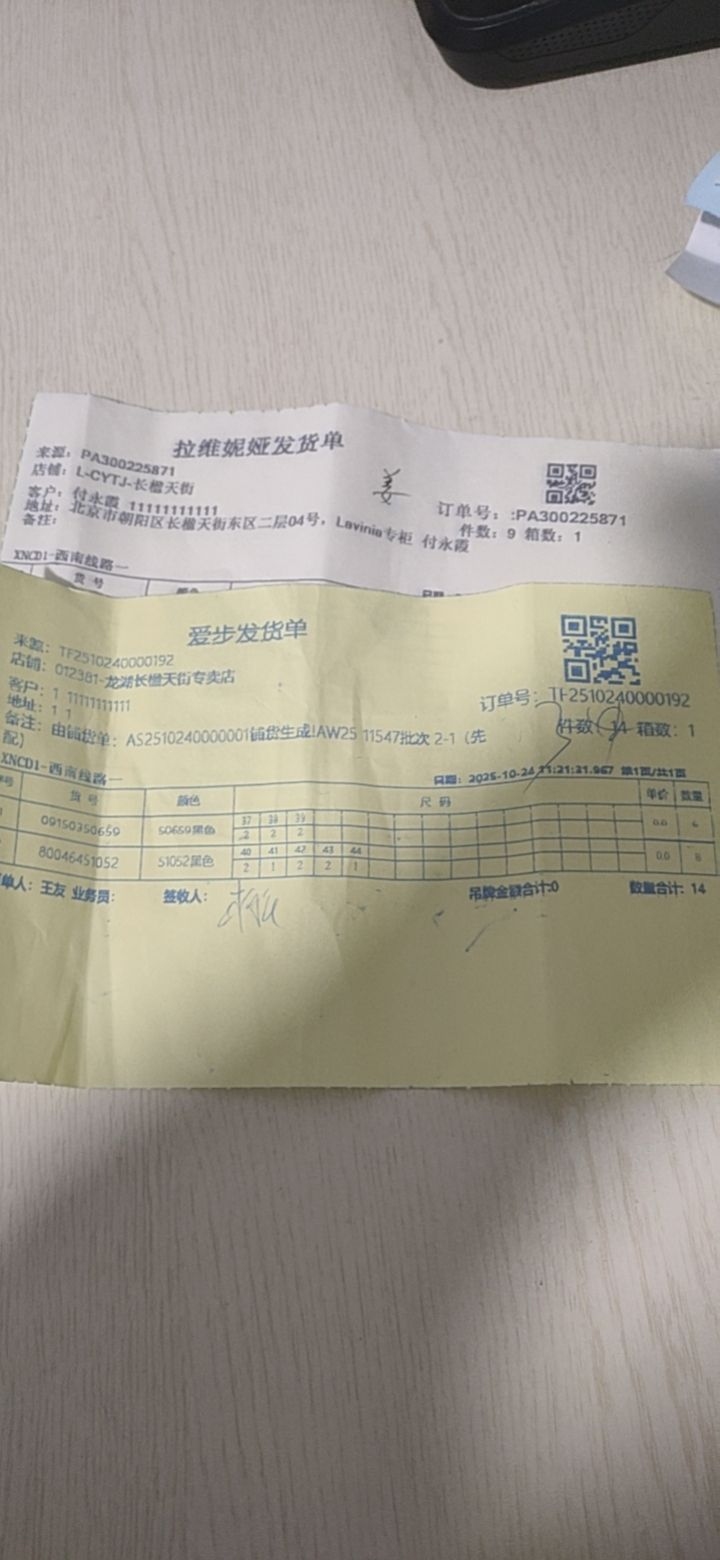 拉维妮娅发货单
来源：PA300225871
店铺：L-CYTJ-长楹天街
姜
订单号：:PA300225871
客户：付永霞 11111111111
件数：9 箱数：1
地址：北京市朝阳区长楹天街东区二层04号，Lavinia专柜 付永霞
备注：
XNCD1-西南线路一
货 号
爱步发货单
来源：TF2510240000192
店铺：012381-龙湖长楹天街专卖店
订单号：TF2510240000192
客户：1 11111111111
地址：1 1
件数：14 箱数：1
备注：由铺货单：AS2510240000001铺货生成!AW25 11547批次 2-1（先
配）
XNCD1-西南线路一
日期：2025-10-24 11:21:31.967 第1页/共1页
货 号 颜色 尺 码 单价 数量
37 38 39
09150350659 50659黑色 2 2 2 0.0 6
40 41 42 43 44
80046451052 51052黑色 2 1 2 2 1 0.0 8
单人：王友 业务员： 签收人： 吊牌金额合计:0 数量合计: 14